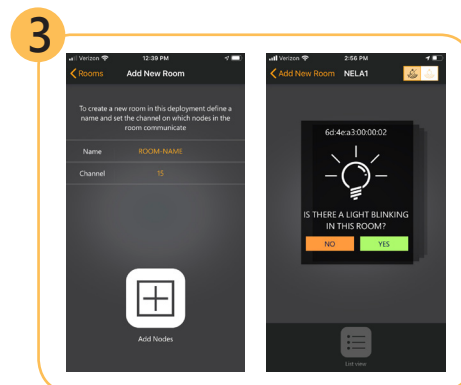 3
Verizon 12:39 PM
Rooms Add New Room
To create a new room in this deployment define a
name and set the channel on which nodes in the
room communicate
Name ROOM-NAME
Channel 15
Add Nodes
Verizon 2:56 PM
Add New Room NELA1
6d:4e:a3:00:00:02
IS THERE A LIGHT BLINKING
IN THIS ROOM?
NO YES
List view